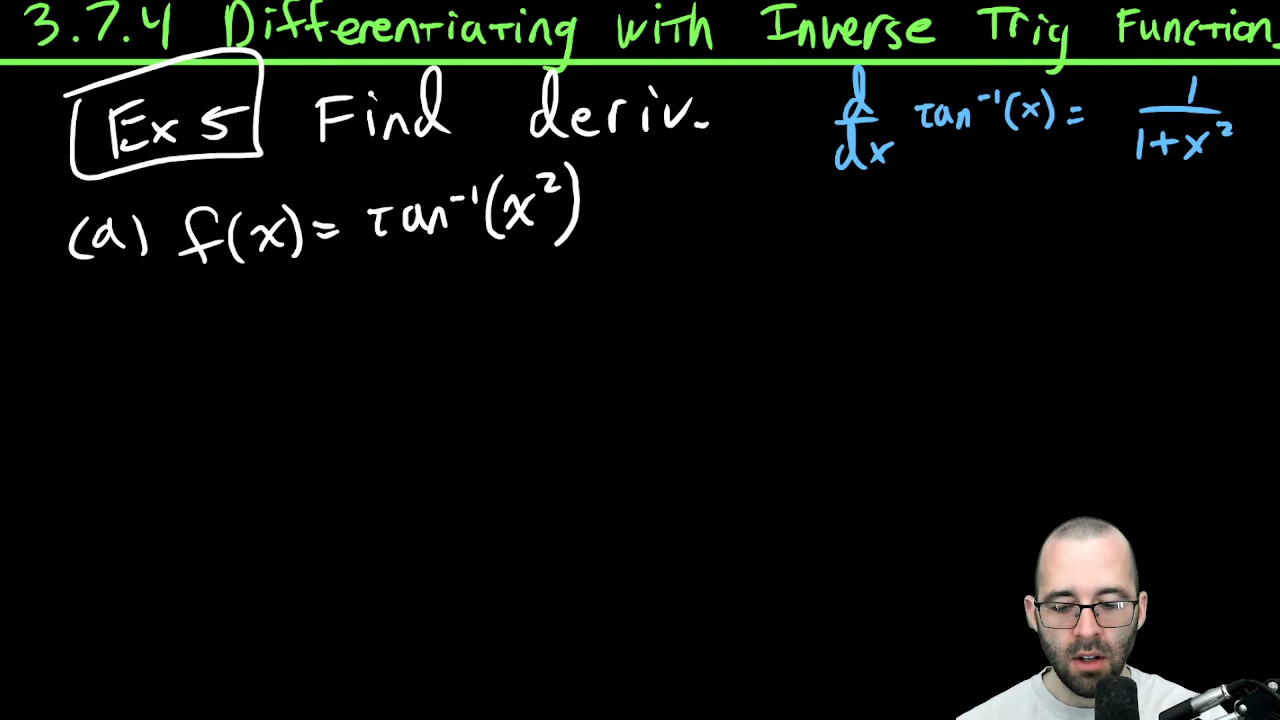 3.7.4 Differentiating with Inverse Trig Function
Ex 5 Find deriv.
d/dx tan⁻¹(x) = 1/(1+x²)
(a) f(x) = tan⁻¹(x²)